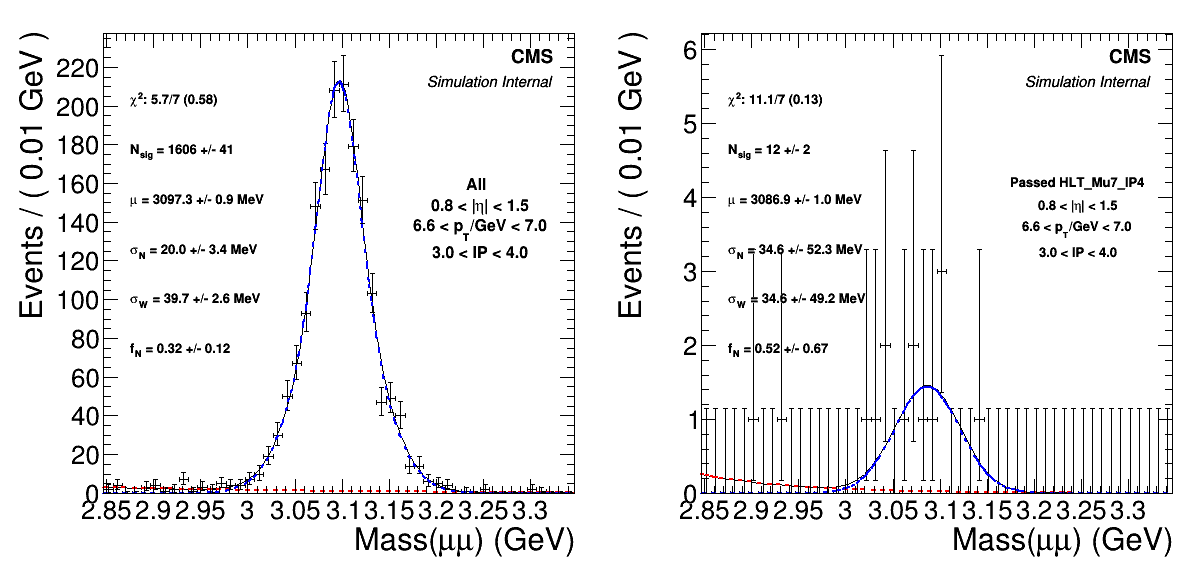 Events / ( 0.01 GeV )
220
200
180
160
140
120
100
80
60
40
20
0
CMS
Simulation Internal
χ²: 5.7/7 (0.58)
N_sig = 1606 +/- 41
μ = 3097.3 +/- 0.9 MeV
σ_N = 20.0 +/- 3.4 MeV
σ_W = 39.7 +/- 2.6 MeV
f_N = 0.32 +/- 0.12
All
0.8 < |η| < 1.5
6.6 < p_T/GeV < 7.0
3.0 < IP < 4.0
2.85 2.9 2.95 3 3.05 3.1 3.15 3.2 3.25 3.3
Mass(μμ) (GeV)
Events / ( 0.01 GeV )
6
5
4
3
2
1
0
CMS
Simulation Internal
χ²: 11.1/7 (0.13)
N_sig = 12 +/- 2
μ = 3086.9 +/- 1.0 MeV
σ_N = 34.6 +/- 52.3 MeV
σ_W = 34.6 +/- 49.2 MeV
f_N = 0.52 +/- 0.67
Passed HLT_Mu7_IP4
0.8 < |η| < 1.5
6.6 < p_T/GeV < 7.0
3.0 < IP < 4.0
2.85 2.9 2.95 3 3.05 3.1 3.15 3.2 3.25 3.3
Mass(μμ) (GeV)